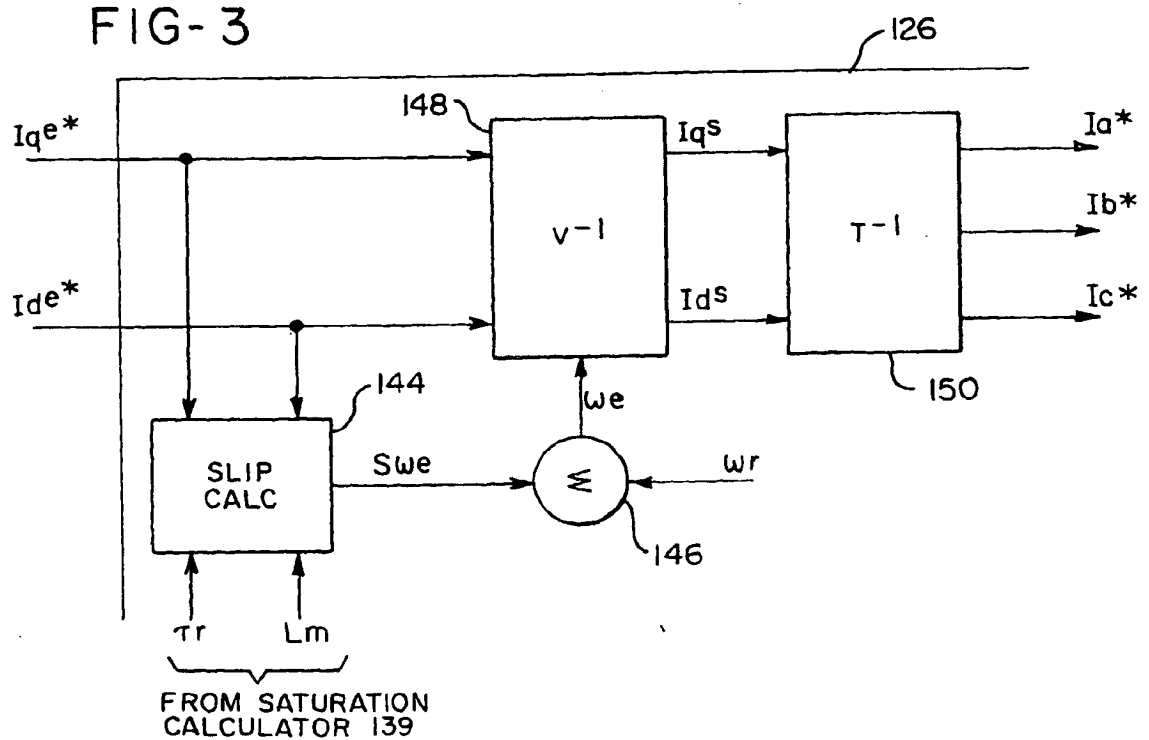 FIG-3
126
148
Iqe*
Iqs
Ia*
v-1
T-1
Ib*
Ide*
Ids
Ic*
144
ωe
150
SLIP
CALC
Sωe
Σ
ωr
146
τr
Lm
FROM SATURATION
CALCULATOR 139